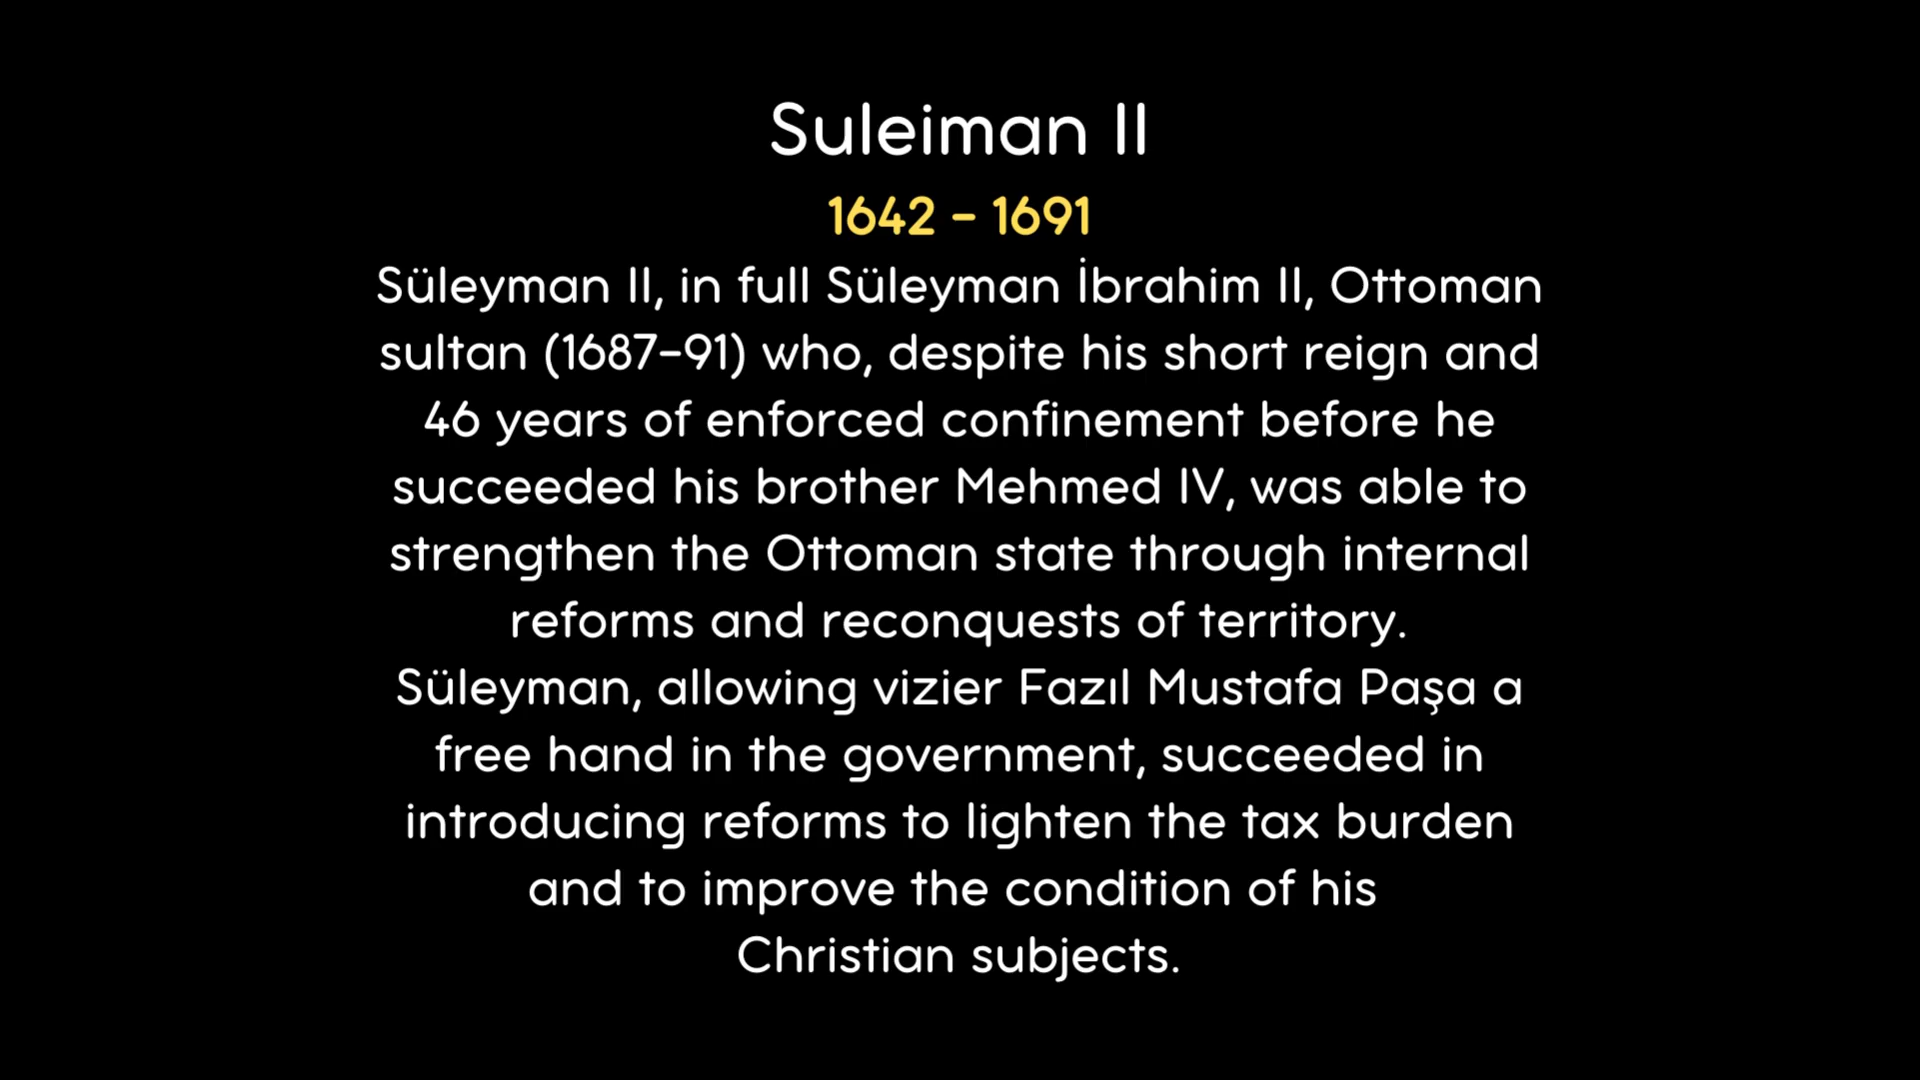 Suleiman II
1642 - 1691
Süleyman II, in full Süleyman İbrahim II, Ottoman
sultan (1687–91) who, despite his short reign and
46 years of enforced confinement before he
succeeded his brother Mehmed IV, was able to
strengthen the Ottoman state through internal
reforms and reconquests of territory.
Süleyman, allowing vizier Fazıl Mustafa Paşa a
free hand in the government, succeeded in
introducing reforms to lighten the tax burden
and to improve the condition of his
Christian subjects.